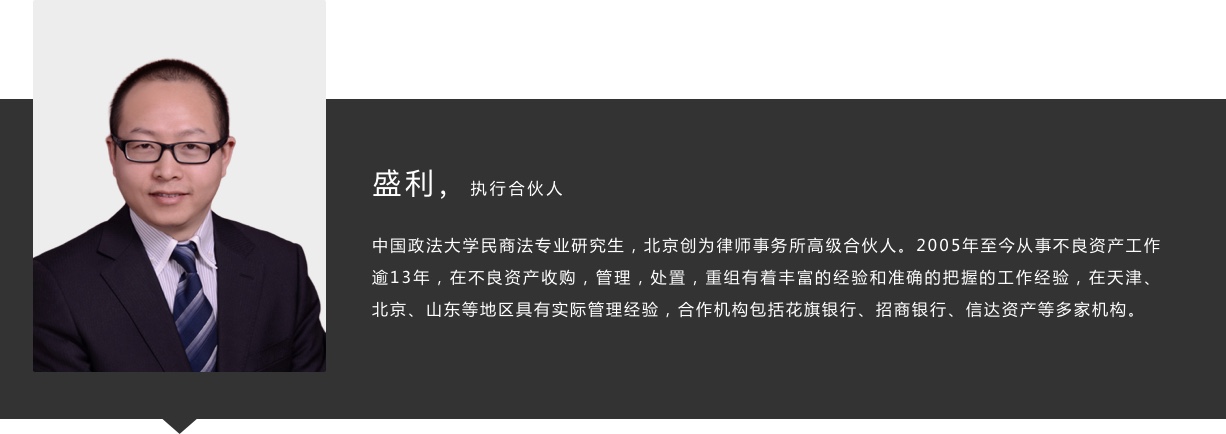 盛利，执行合伙人
中国政法大学民商法专业研究生，北京创为律师事务所高级合伙人。2005年至今从事不良资产工作
逾13年，在不良资产收购，管理，处置，重组有着丰富的经验和准确的把握的工作经验，在天津、
北京、山东等地区具有实际管理经验，合作机构包括花旗银行、招商银行、信达资产等多家机构。